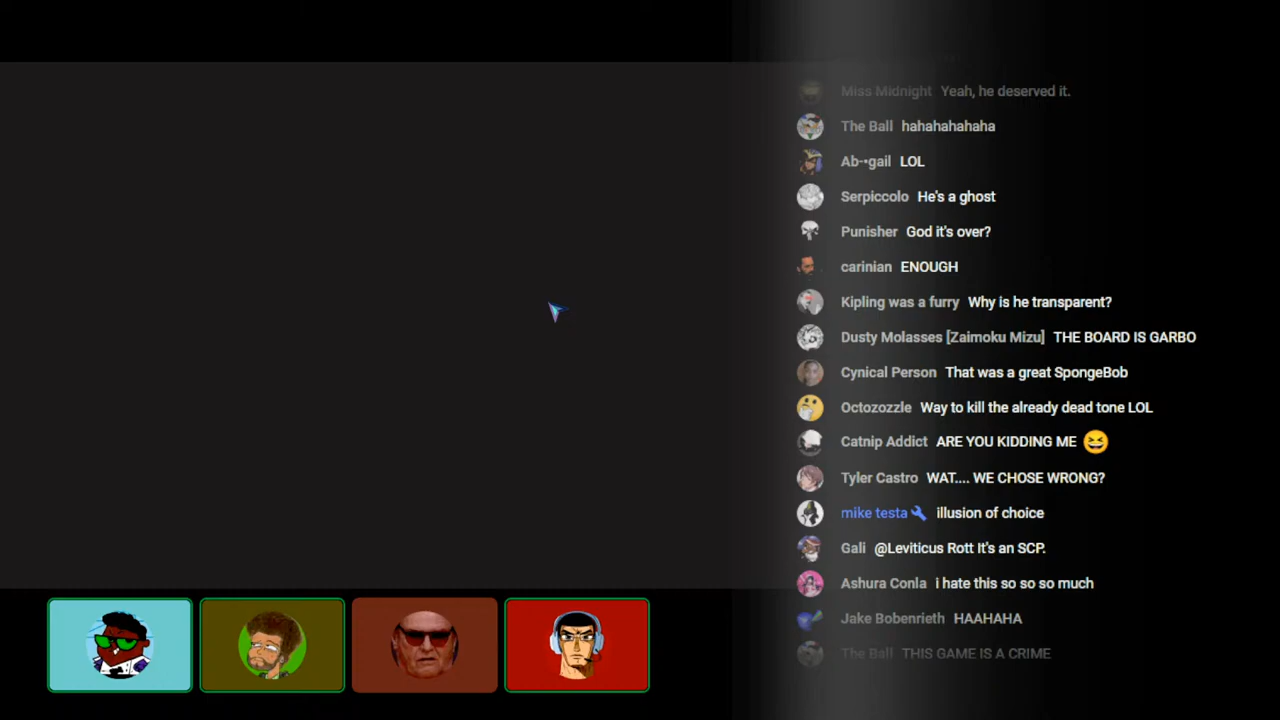 Miss Midnight Yeah, he deserved it.
The Ball hahahahahaha
Ab-•gail LOL
Serpiccolo He's a ghost
Punisher God it's over?
carinian ENOUGH
Kipling was a furry Why is he transparent?
Dusty Molasses [Zaimoku Mizu] THE BOARD IS GARBO
Cynical Person That was a great SpongeBob
Octozozzle Way to kill the already dead tone LOL
Catnip Addict ARE YOU KIDDING ME 😆
Tyler Castro WAT.... WE CHOSE WRONG?
mike testa illusion of choice
Gali @Leviticus Rott It's an SCP.
Ashura Conla i hate this so so so much
Jake Bobenrieth HAAHAHA
The Ball THIS GAME IS A CRIME